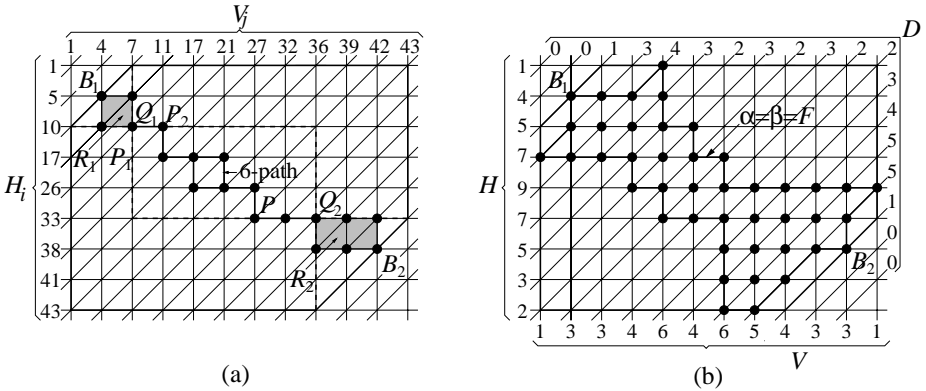 V_j
1 4 7 11 17 21 27 32 36 39 42 43
H_i
1
5
10
17
26
33
38
41
43
B_1
Q_1 P_2
R_1 P_1
6-path
P Q_2
R_2 B_2
(a)
D
0 0 1 3 4 3 2 3 3 2 2 2
3
4
4
5
5
1
0
0
H
1
4
5
7
9
7
5
3
2
B_1
α=β=F
B_2
1 3 3 4 6 4 6 5 4 3 3 1
V
(b)